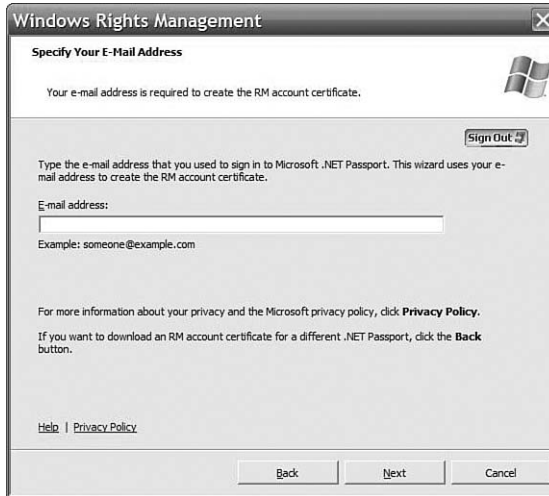 Windows Rights Management
Specify Your E-Mail Address
Your e-mail address is required to create the RM account certificate.
Sign Out
Type the e-mail address that you used to sign in to Microsoft .NET Passport. This wizard uses your e-
mail address to create the RM account certificate.
E-mail address:
Example: someone@example.com
For more information about your privacy and the Microsoft privacy policy, click Privacy Policy.
If you want to download an RM account certificate for a different .NET Passport, click the Back
button.
Help | Privacy Policy
Back Next Cancel